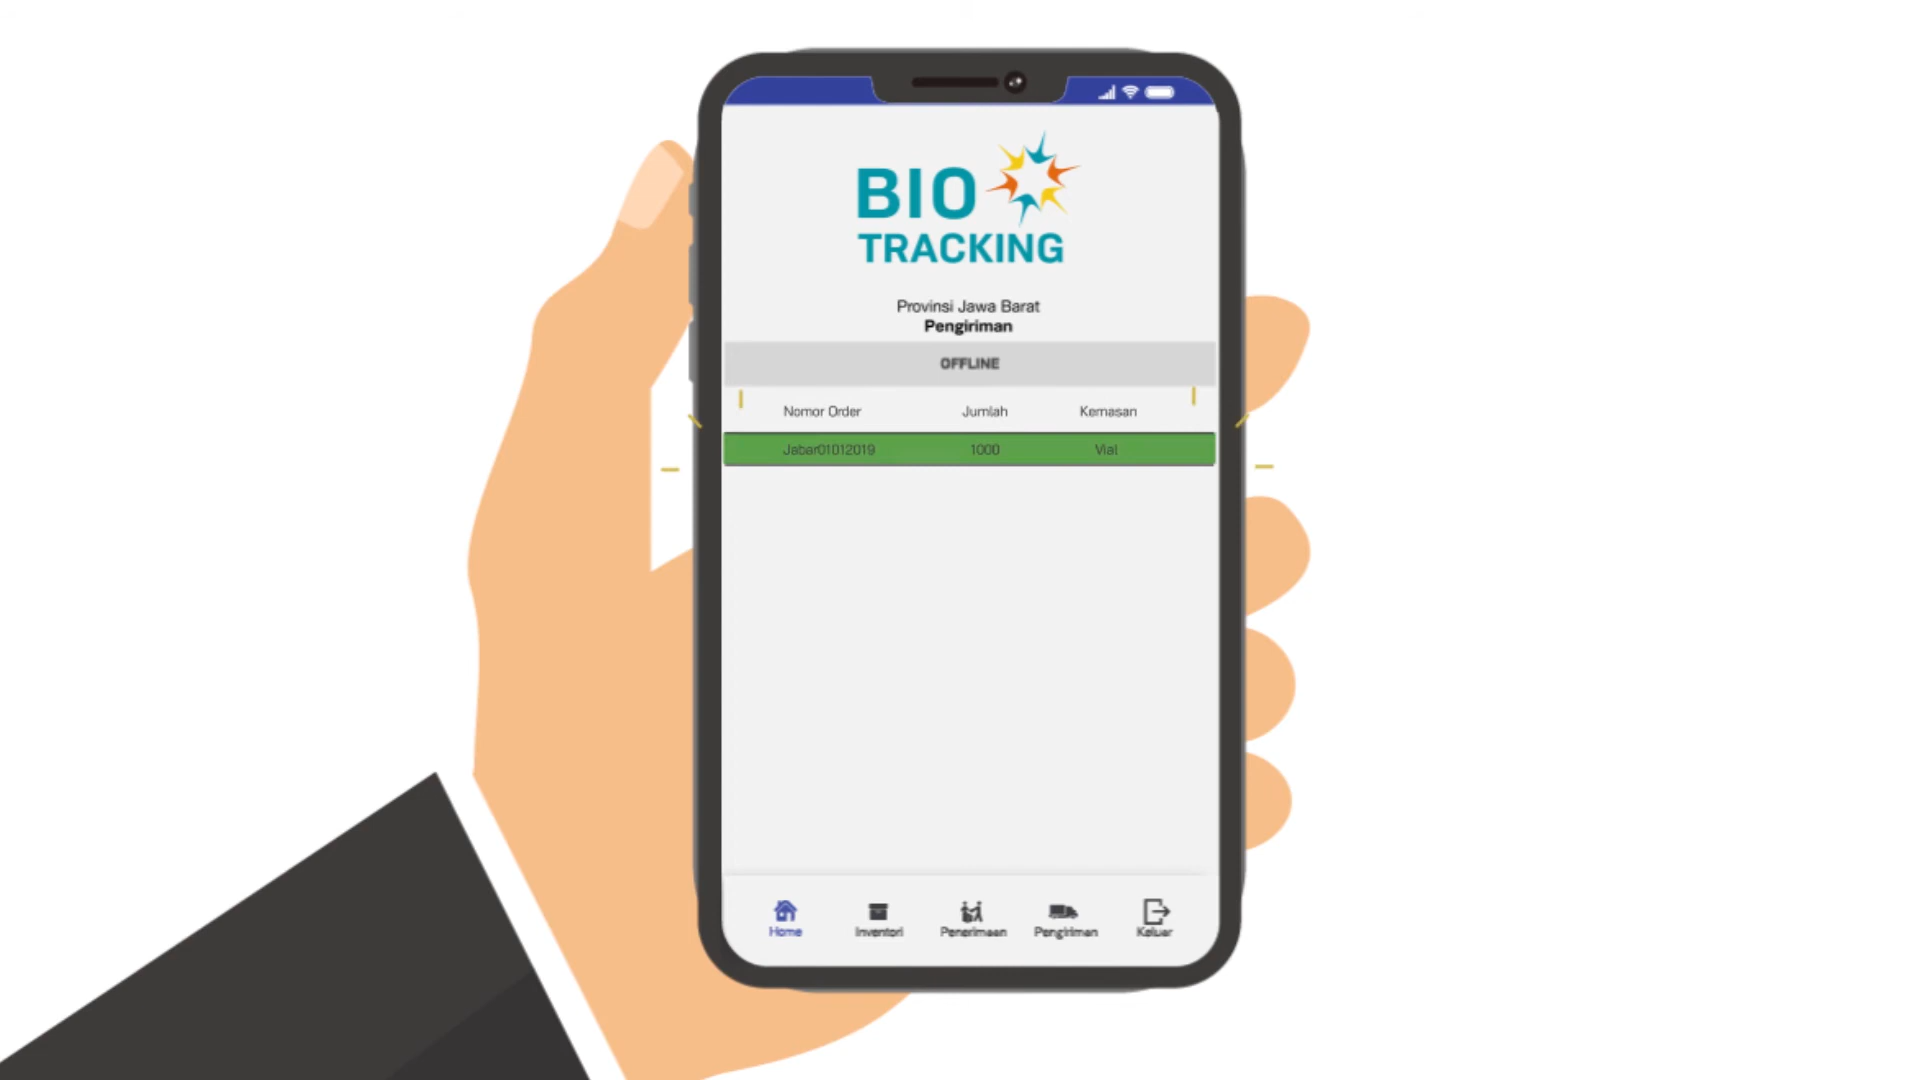 BIO
TRACKING
Provinsi Jawa Barat
Pengiriman
OFFLINE
Nomor Order Jumlah Kemasan
Jabar01012019 1000 Vial
Home Inventori Penerimaan Pengiriman Keluar